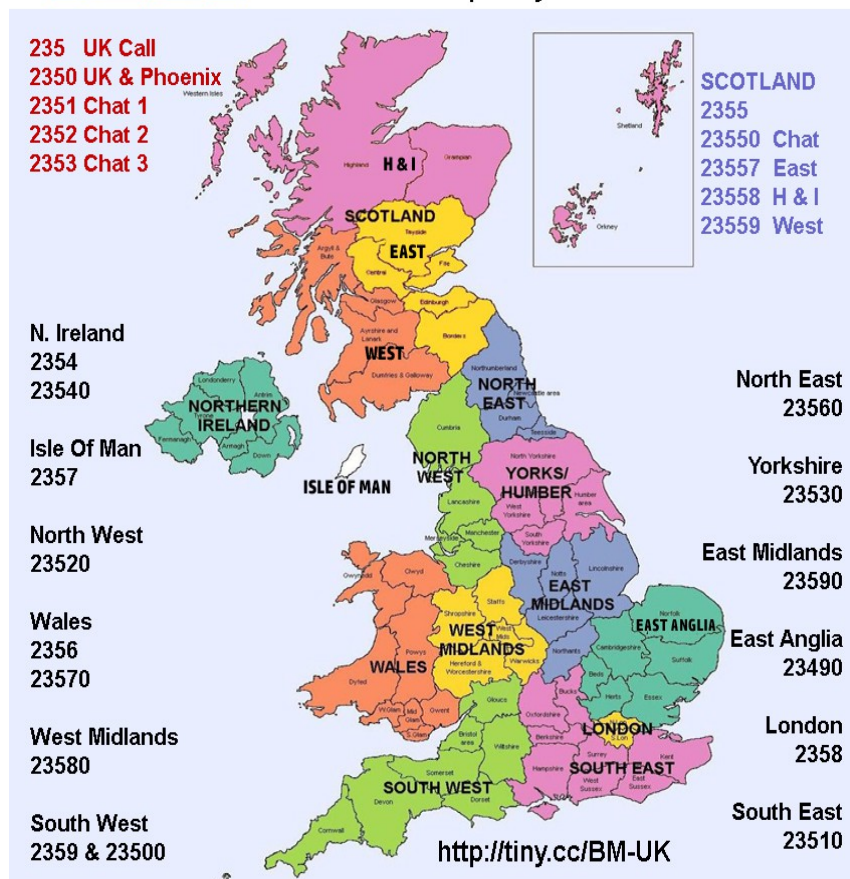 235 UK Call
2350 UK & Phoenix
2351 Chat 1
2352 Chat 2
2353 Chat 3
SCOTLAND
2355
23550 Chat
23557 East
23558 H & I
23559 West
N. Ireland
2354
23540
Isle Of Man
2357
North West
23520
Wales
2356
23570
West Midlands
23580
South West
2359 & 23500
North East
23560
Yorkshire
23530
East Midlands
23590
East Anglia
23490
London
2358
South East
23510
Western Isles
Shetland
Orkney
Highland
H & I
Grampian
SCOTLAND
Tayside
EAST
Argyll &
Bute
Central
Fife
Glasgow
Edinburgh
Ayrshire and
Lanark
Borders
WEST
Dumfries & Galloway
Northumberland
NORTH
EAST
Newcastle area
Durham
Teesside
Londonderry
Antrim
NORTHERN
IRELAND
Tyrone
Fermanagh
Armagh
Down
ISLE OF MAN
Cumbria
NORTH
WEST
Lancashire
Merseyside
Manchester
Cheshire
North Yorkshire
YORKS/
HUMBER
West
Yorkshire
Humber
area
South
Yorkshire
Derbyshire
Notts
Lincolnshire
EAST
MIDLANDS
Leicestershire
Northants
Gwynedd
Clwyd
Powys
WALES
Dyfed
W.Glam
Mid
Glam
S.Glam
Gwent
Shropshire
Staffs
WEST
MIDLANDS
West
Mids
Hereford &
Worcestershire
Warwicks
Norfolk
EAST ANGLIA
Cambridgeshire
Suffolk
Beds
Herts
Essex
Bucks
Oxfordshire
Berkshire
LONDON
S.Lon
Surrey
Kent
SOUTH EAST
Hampshire
West
Sussex
East
Sussex
Gloucs
Bristol
area
Wiltshire
Somerset
SOUTH WEST
Devon
Dorset
Cornwall
http://tiny.cc/BM-UK